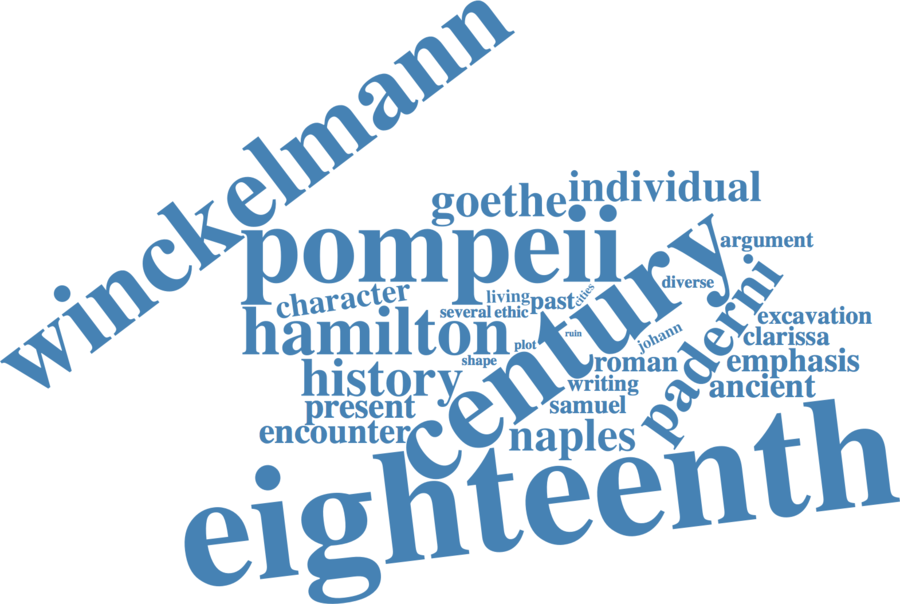 winckelmann
goethe
individual
pompeii
argument
character
living
past
cities
diverse
several
ethic
century
paderni
hamilton
plot
ruin
johann
excavation
clarissa
shape
roman
emphasis
history
writing
ancient
present
samuel
encounter
naples
eighteenth